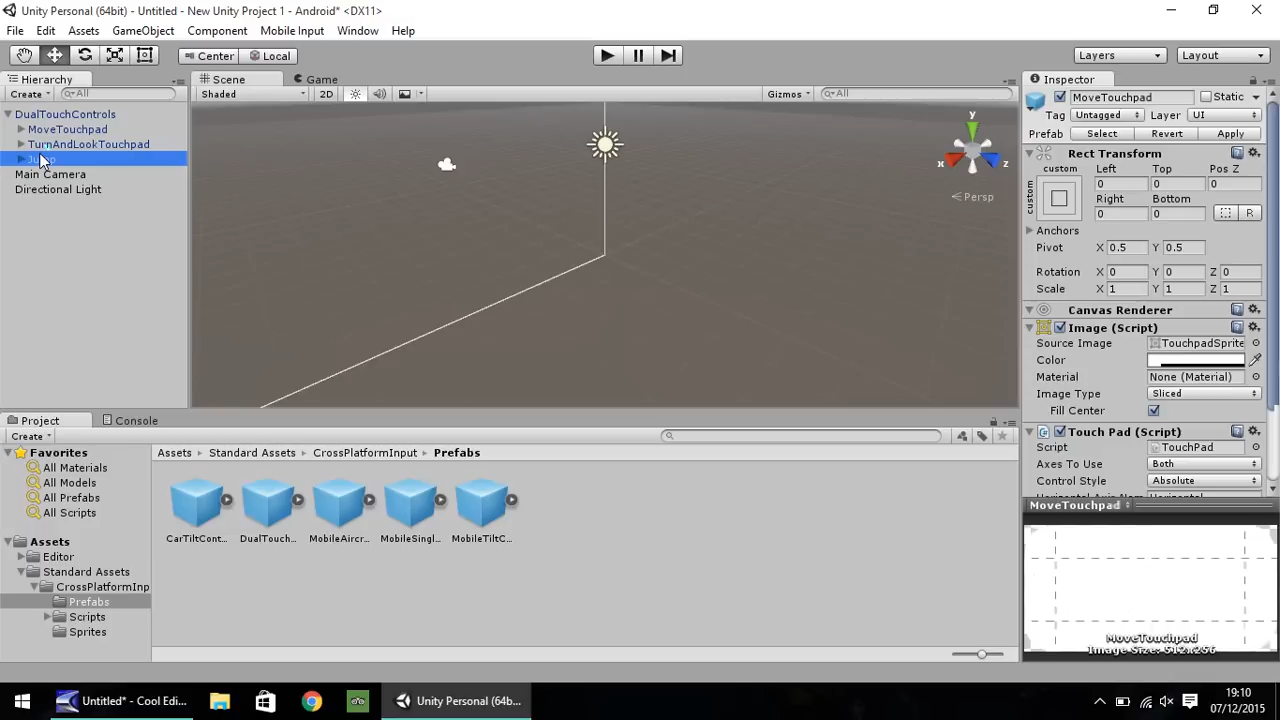 Unity Personal (64bit) - Untitled - New Unity Project 1 - Android* <DX11>
File Edit Assets GameObject Component Mobile Input Window Help
Center Local Layers Layout
Hierarchy Scene Game Inspector
Create All Shaded 2D Gizmos All MoveTouchpad Static
DualTouchControls Tag Untagged Layer UI
MoveTouchpad Prefab Select Revert Apply
TurnAndLookTouchpad
Jump
Main Camera
Directional Light
y
x
z
Persp
Rect Transform
custom Left Top Pos Z
custom 0 0 0
Right Bottom
0 0 R
Anchors
Pivot X 0.5 Y 0.5
Rotation X 0 Y 0 Z 0
Scale X 1 Y 1 Z 1
Canvas Renderer
Image (Script)
Source Image TouchpadSprite
Color
Material None (Material)
Image Type Sliced
Fill Center
Touch Pad (Script)
Script TouchPad
Axes To Use Both
Control Style Absolute
MoveTouchpad
MoveTouchpad
Image Size: 512x256
Project Console
Create
Favorites
All Materials
All Models
All Prefabs
All Scripts
Assets
Editor
Standard Assets
CrossPlatformInp
Prefabs
Scripts
Sprites
Assets Standard Assets CrossPlatformInput Prefabs
CarTiltCont... DualTouch... MobileAircr... MobileSingl... MobileTiltC...
Untitled* - Cool Edi... Unity Personal (64b... 19:10
07/12/2015